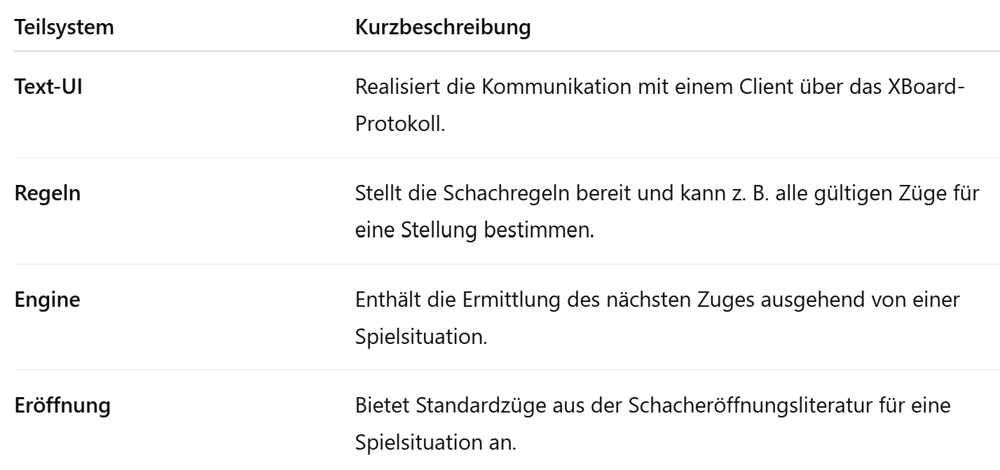 Teilsystem Kurzbeschreibung
Text-UI Realisiert die Kommunikation mit einem Client über das XBoard-
Protokoll.
Regeln Stellt die Schachregeln bereit und kann z. B. alle gültigen Züge für
eine Stellung bestimmen.
Engine Enthält die Ermittlung des nächsten Zuges ausgehend von einer
Spielsituation.
Eröffnung Bietet Standardzüge aus der Schacheröffnungsliteratur für eine
Spielsituation an.